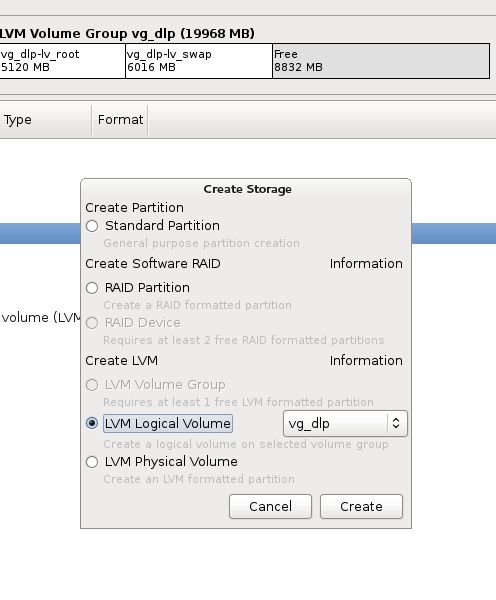 LVM Volume Group vg_dlp (19968 MB)
vg_dlp-lv_root vg_dlp-lv_swap Free
5120 MB 6016 MB 8832 MB
Type Format
Create Storage
Create Partition
Standard Partition
General purpose partition creation
Create Software RAID Information
RAID Partition
Create a RAID formatted partition
volume (LVM
RAID Device
Requires at least 2 free RAID formatted partitions
Create LVM Information
LVM Volume Group
Requires at least 1 free LVM formatted partition
LVM Logical Volume vg_dlp
Create a logical volume on selected volume group
LVM Physical Volume
Create an LVM formatted partition
Cancel Create